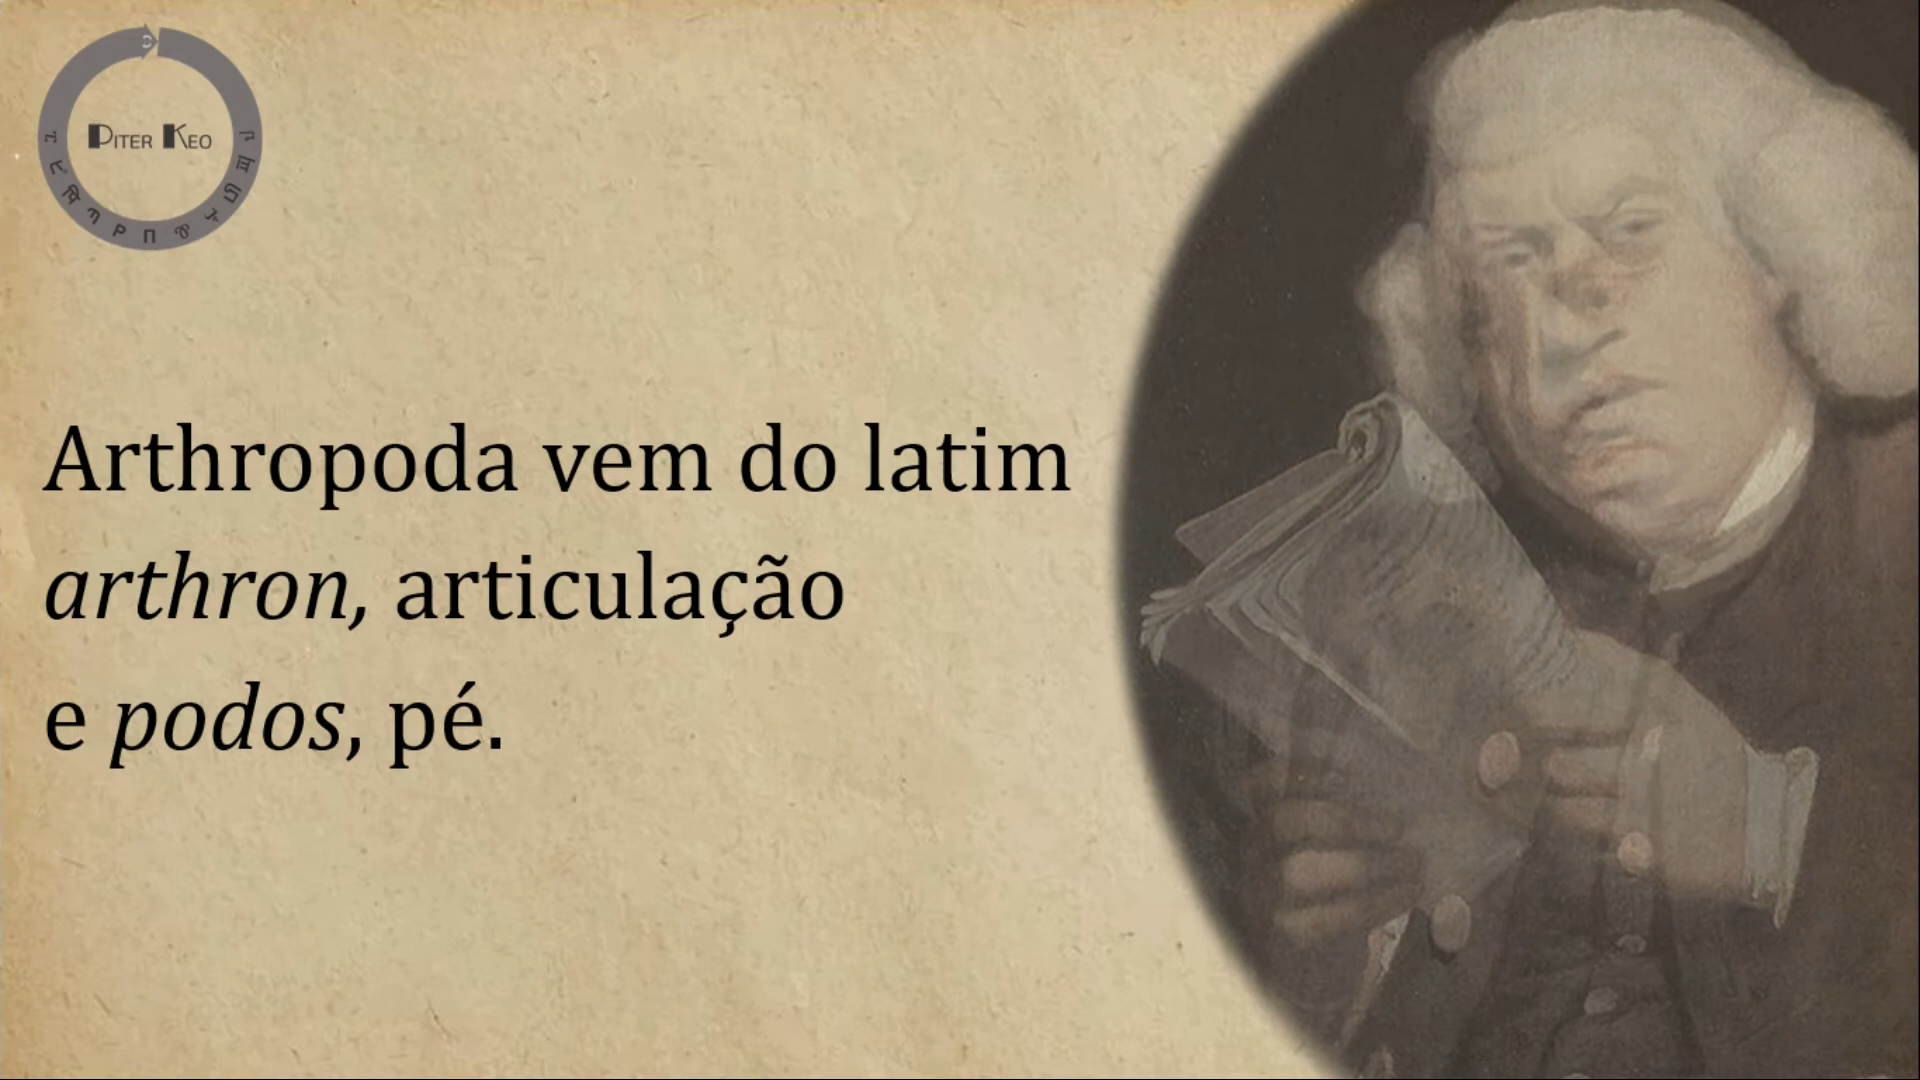 PITER KEO
Arthropoda vem do latim
arthron, articulação
e podos, pé.